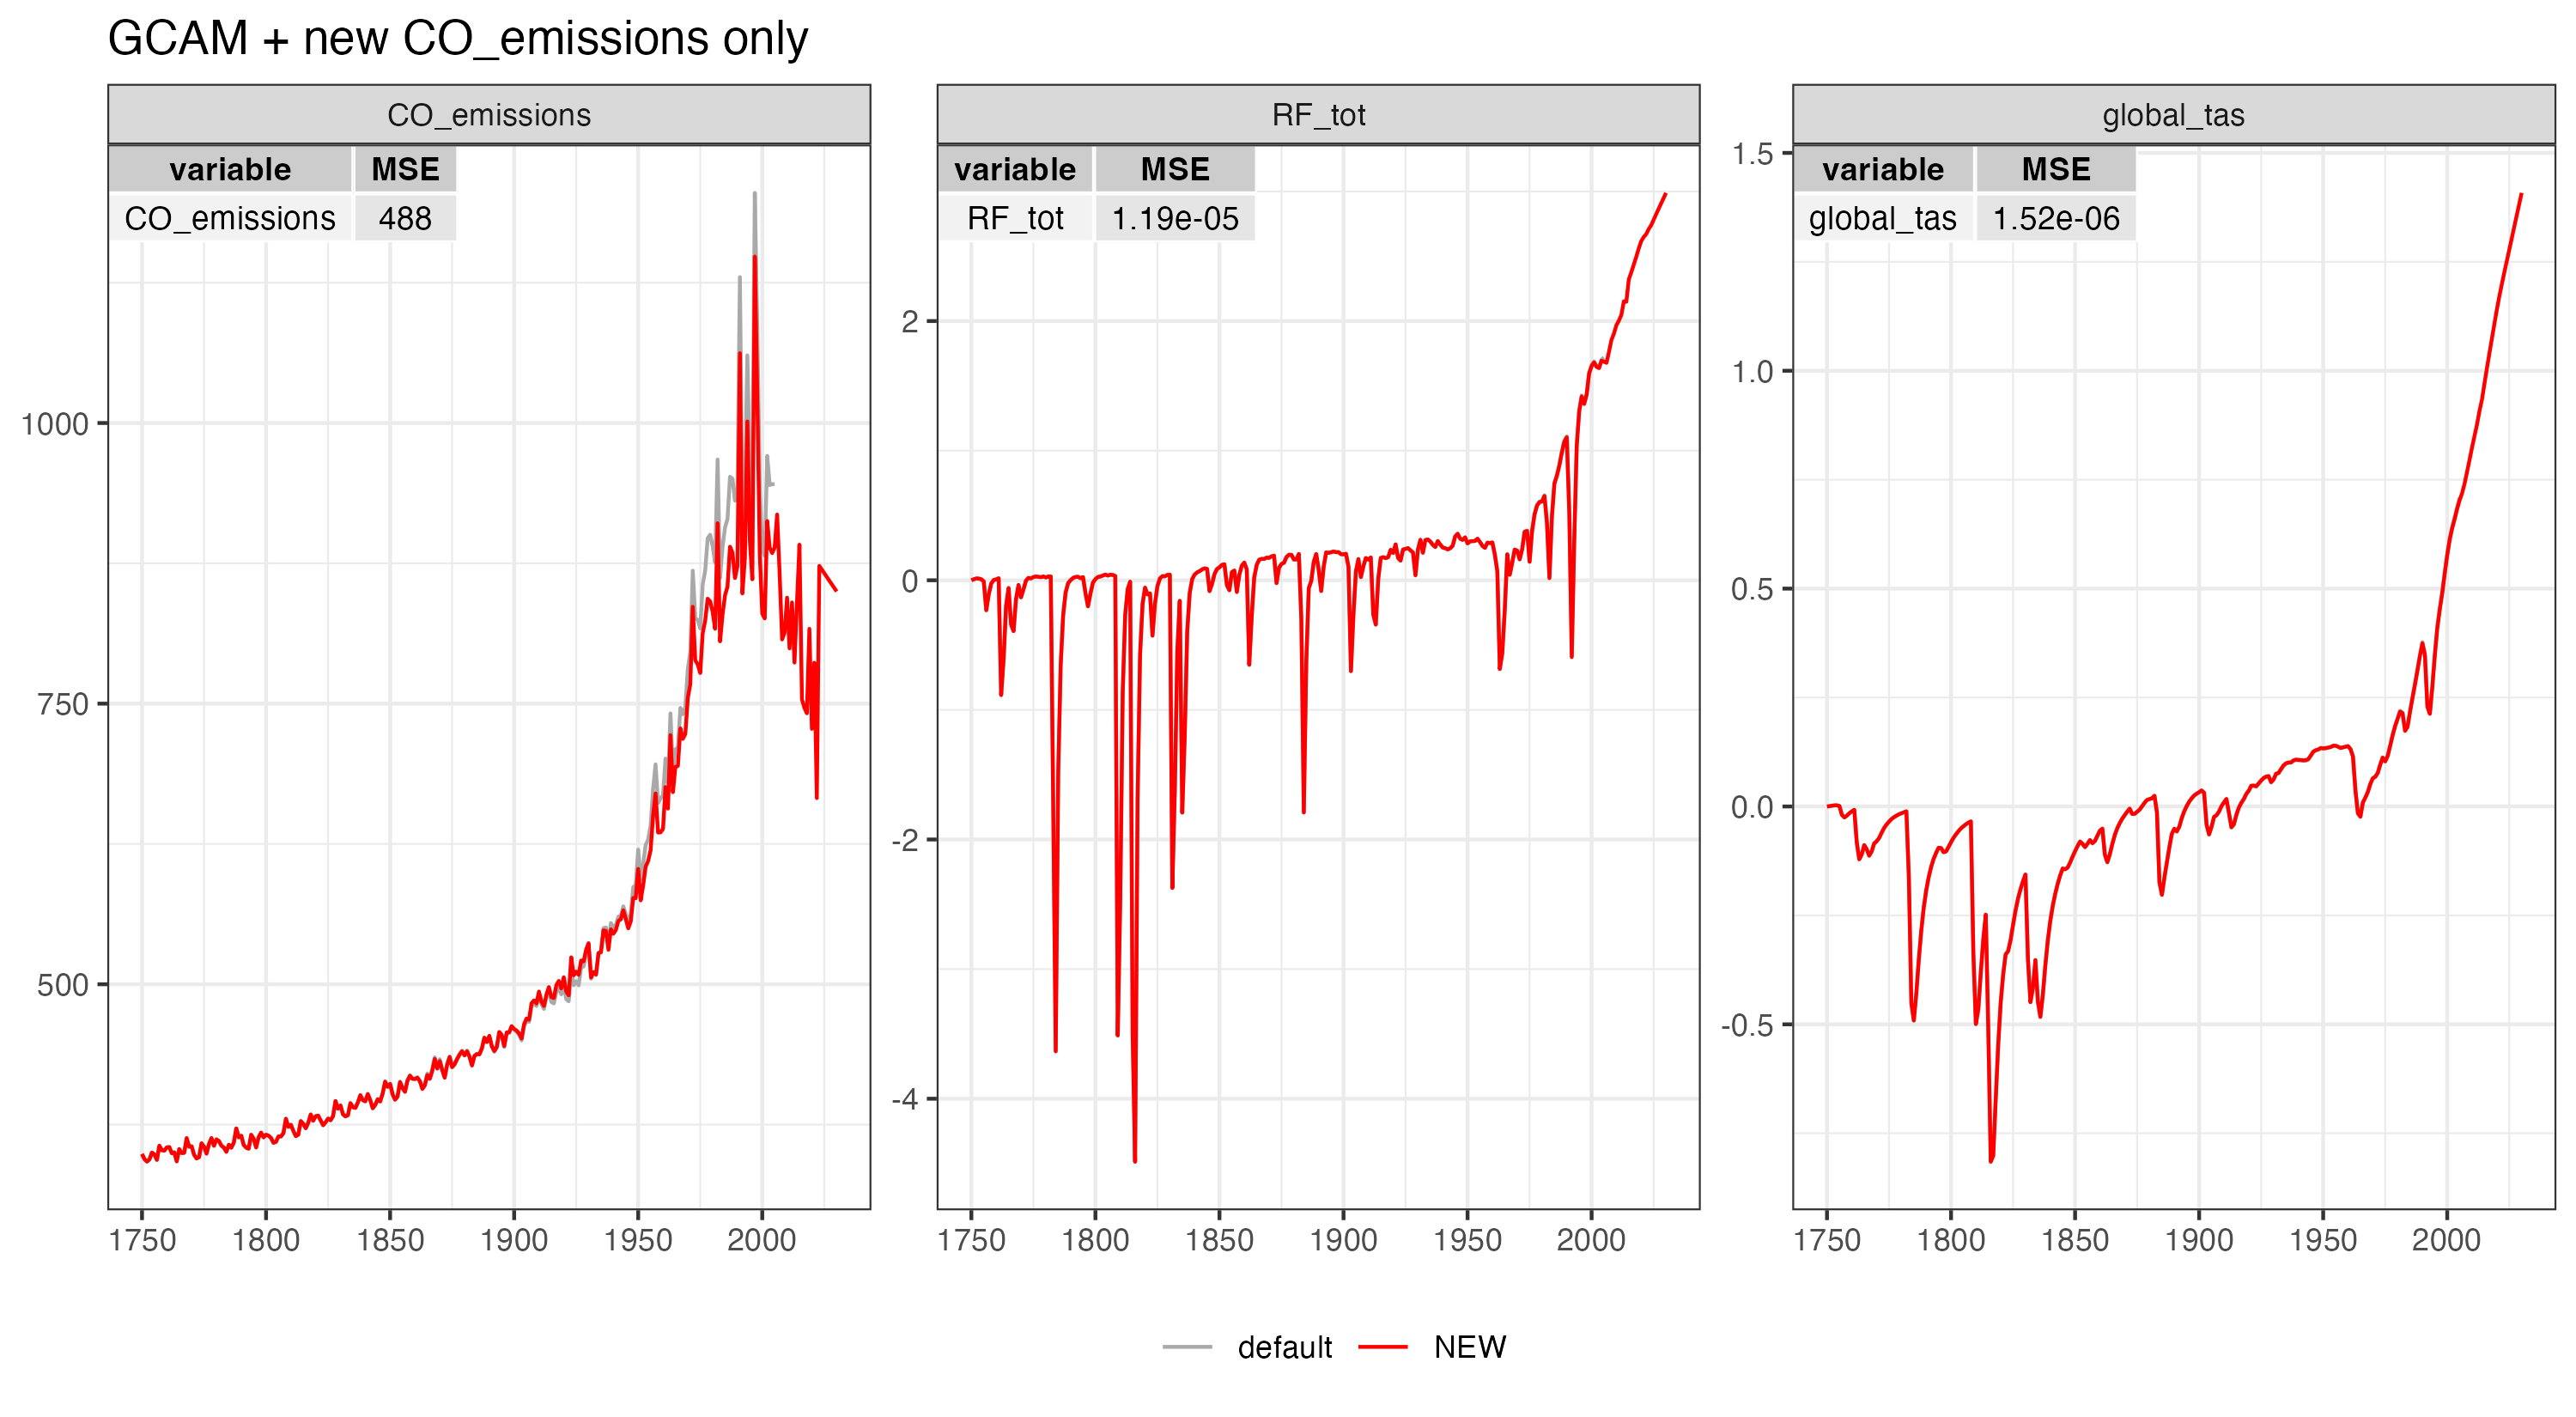 GCAM + new CO_emissions only
CO_emissions
variable MSE
CO_emissions 488
1000
750
500
1750 1800 1850 1900 1950 2000
RF_tot
variable MSE
RF_tot 1.19e-05
2
0
-2
-4
1750 1800 1850 1900 1950 2000
global_tas
variable MSE
global_tas 1.52e-06
1.5
1.0
0.5
0.0
-0.5
1750 1800 1850 1900 1950 2000
default NEW